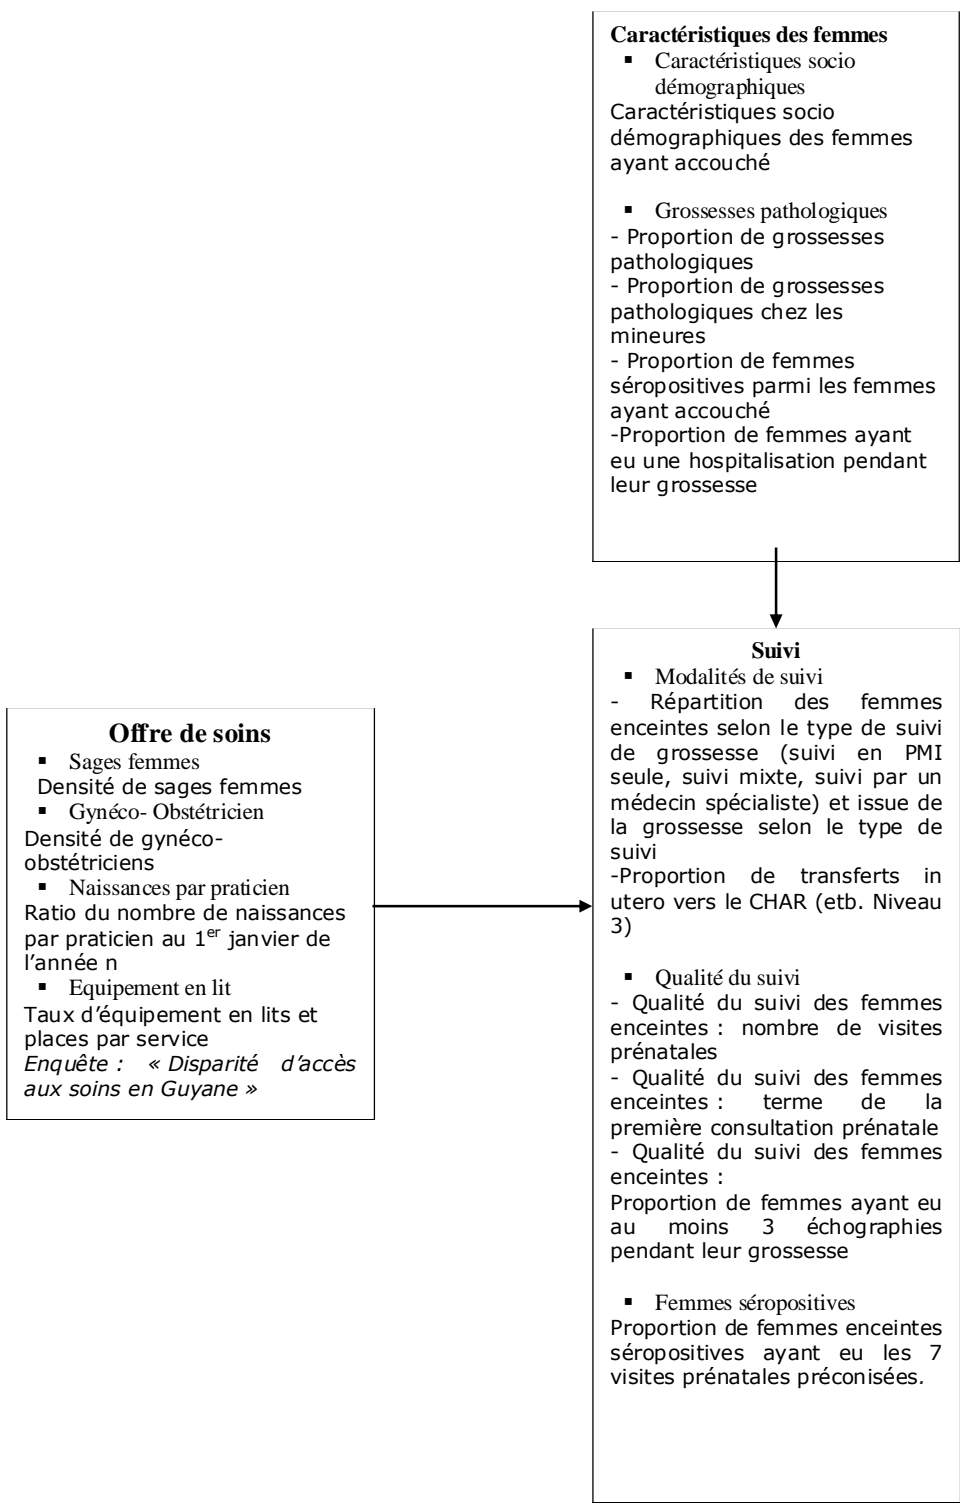 Caractéristiques des femmes
▪ Caractéristiques socio
démographiques
Caractéristiques socio
démographiques des femmes
ayant accouché
▪ Grossesses pathologiques
- Proportion de grossesses
pathologiques
- Proportion de grossesses
pathologiques chez les
mineures
- Proportion de femmes
séropositives parmi les femmes
ayant accouché
-Proportion de femmes ayant
eu une hospitalisation pendant
leur grossesse
Offre de soins
▪ Sages femmes
Densité de sages femmes
▪ Gynéco- Obstétricien
Densité de gynéco-
obstétriciens
▪ Naissances par praticien
Ratio du nombre de naissances
par praticien au 1er janvier de
l’année n
▪ Equipement en lit
Taux d’équipement en lits et
places par service
Enquête : « Disparité d’accès
aux soins en Guyane »
Suivi
▪ Modalités de suivi
- Répartition des femmes
enceintes selon le type de suivi
de grossesse (suivi en PMI
seule, suivi mixte, suivi par un
médecin spécialiste) et issue de
la grossesse selon le type de
suivi
-Proportion de transferts in
utero vers le CHAR (etb. Niveau
3)
▪ Qualité du suivi
- Qualité du suivi des femmes
enceintes : nombre de visites
prénatales
- Qualité du suivi des femmes
enceintes : terme de la
première consultation prénatale
- Qualité du suivi des femmes
enceintes :
Proportion de femmes ayant eu
au moins 3 échographies
pendant leur grossesse
▪ Femmes séropositives
Proportion de femmes enceintes
séropositives ayant eu les 7
visites prénatales préconisées.